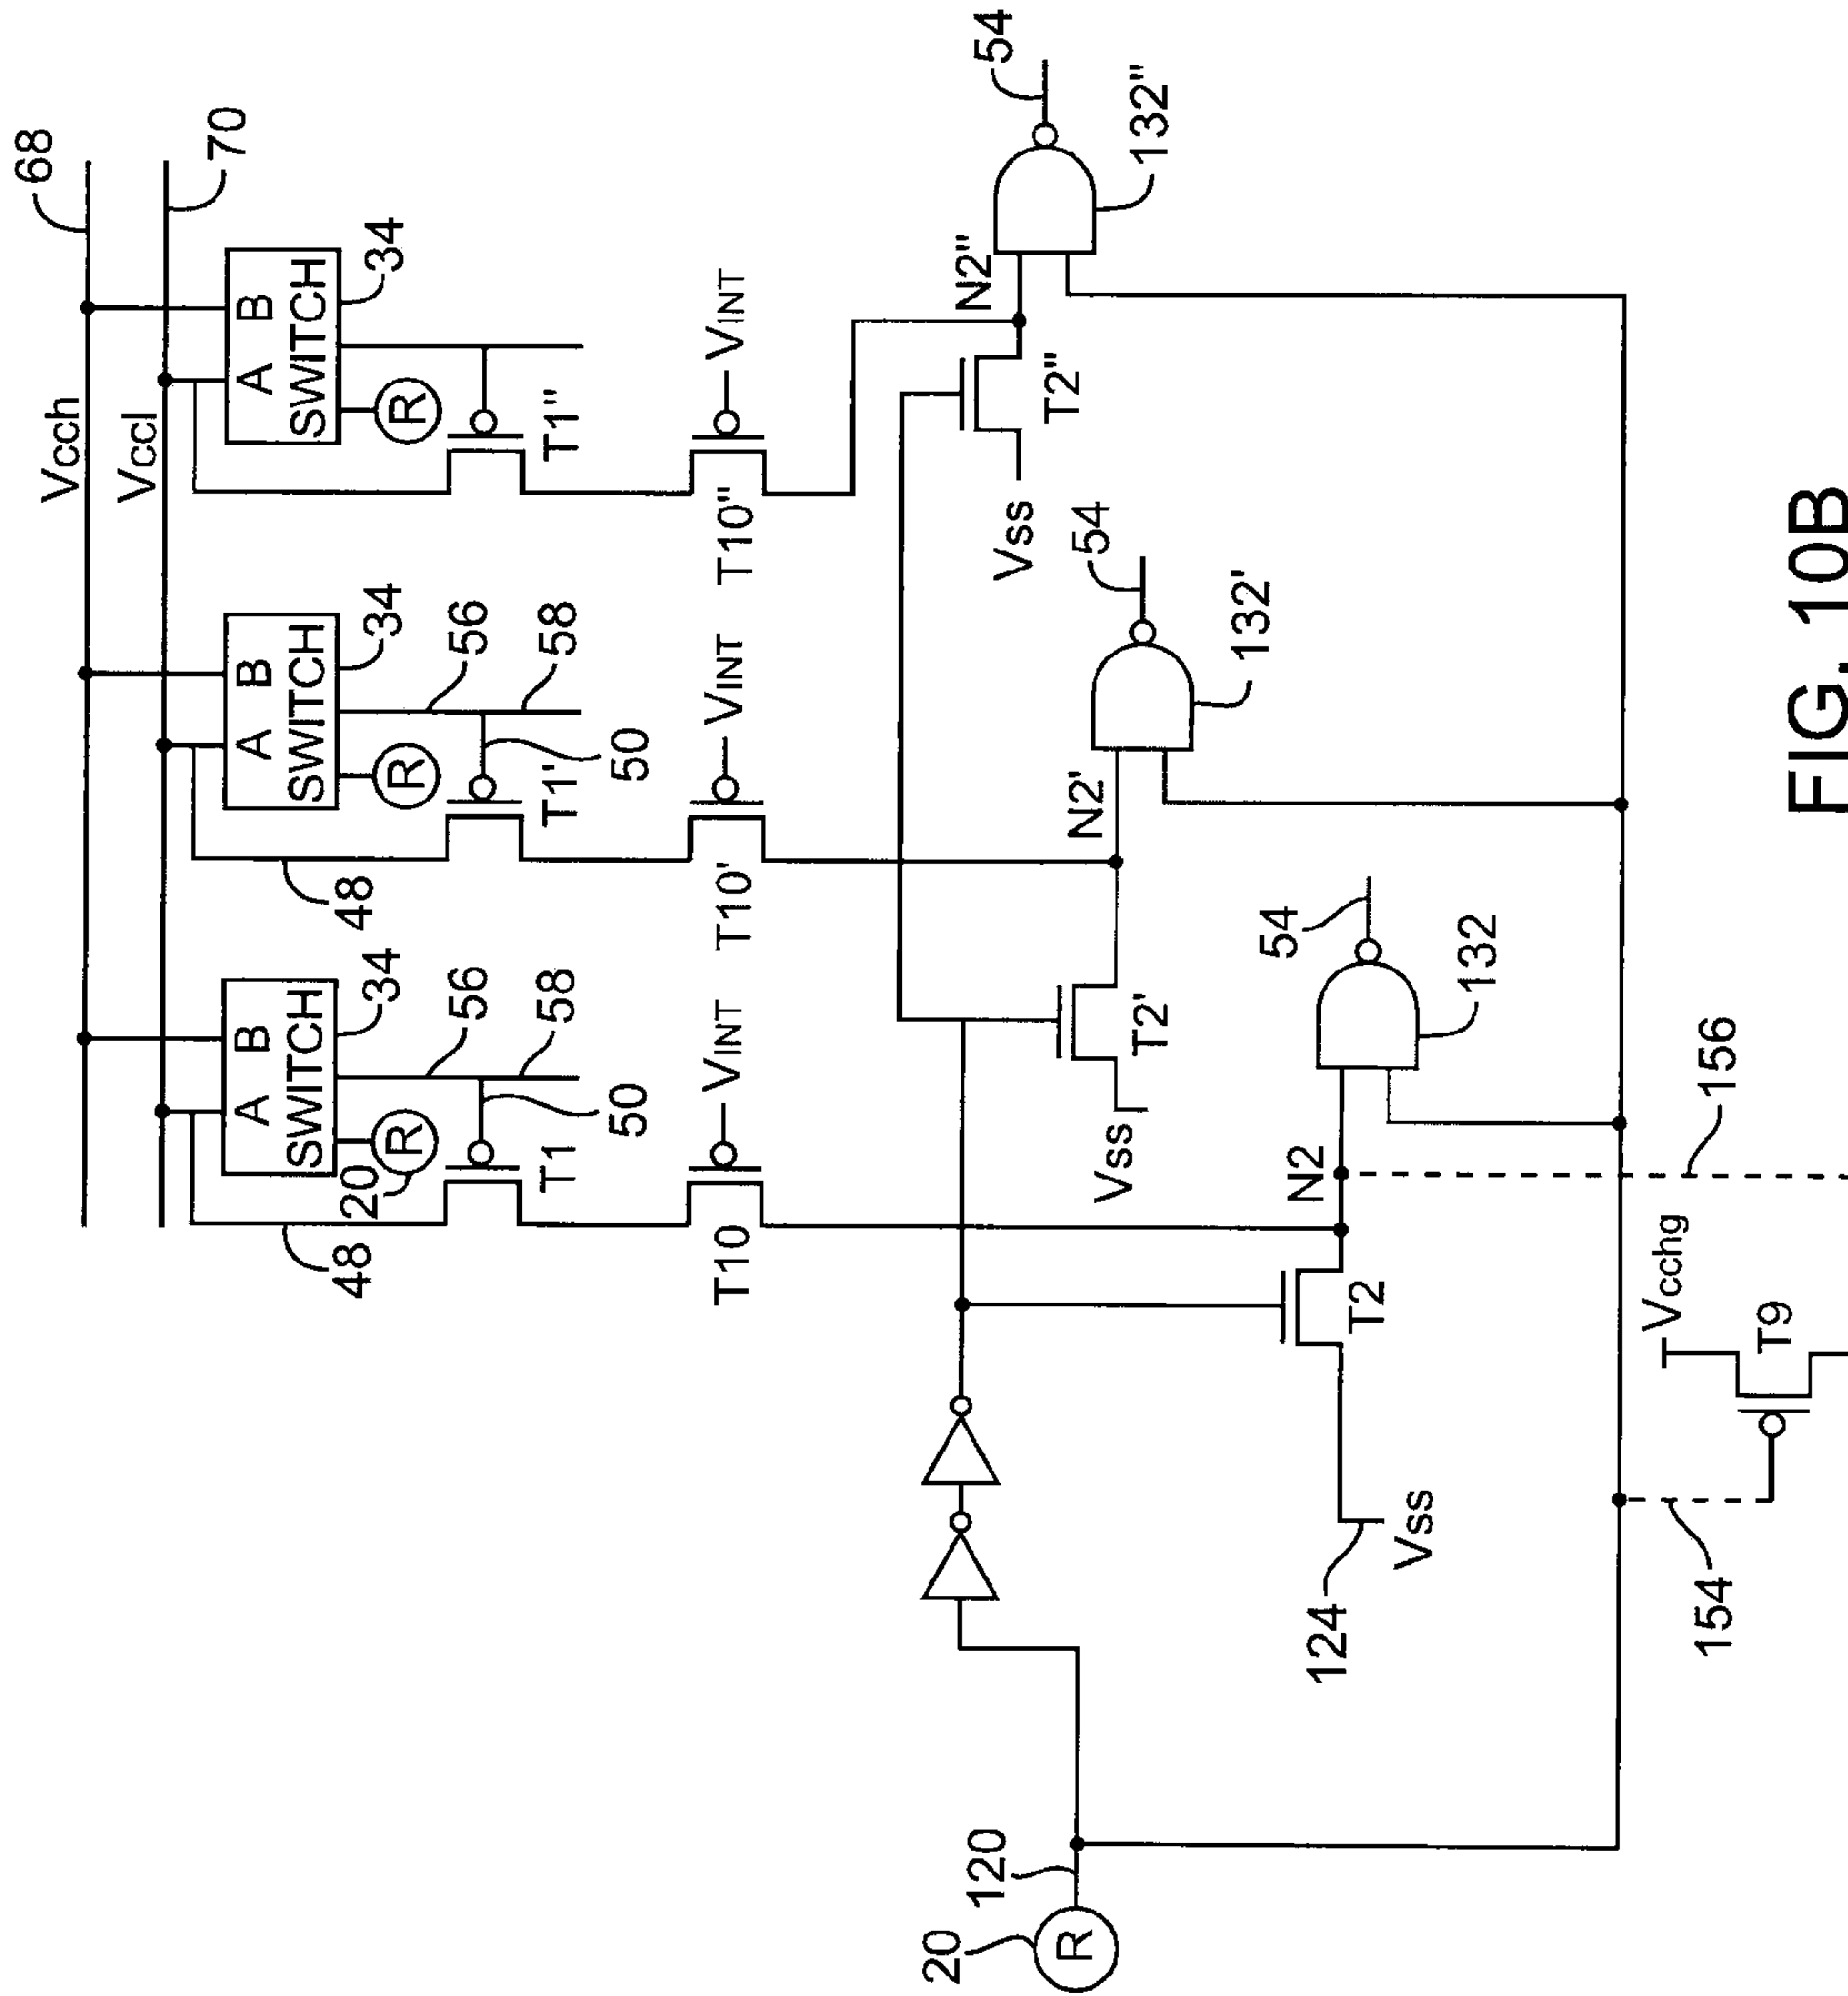 68
Vcch
Vccl
70
A B
SWITCH
34
20
R
56
48
T1
58
50
VINT
T10
A B
SWITCH
34
R
56
48
T1'
58
50
VINT
T10'
A B
SWITCH
34
R
T1"
VINT
T10"
N2"
54
T2"
Vss
132"
N2'
54
T2'
Vss
132'
N2
54
T2
132
124
Vss
20
R
120
156
Vcchg
T9
154
FIG. 10B